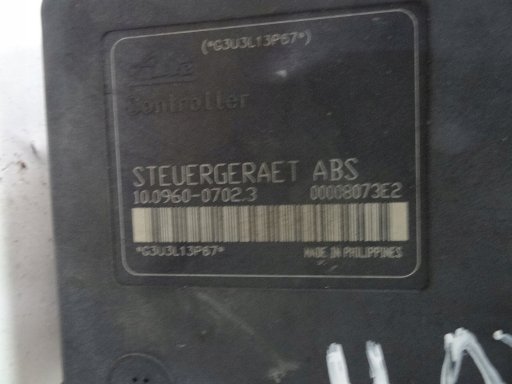 (*G3U3L13P67*)
Controller
STEUERGERAET ABS
10.0960-0702.3 00008073E2
*G3U3L13P67* MADE IN PHILIPPINES